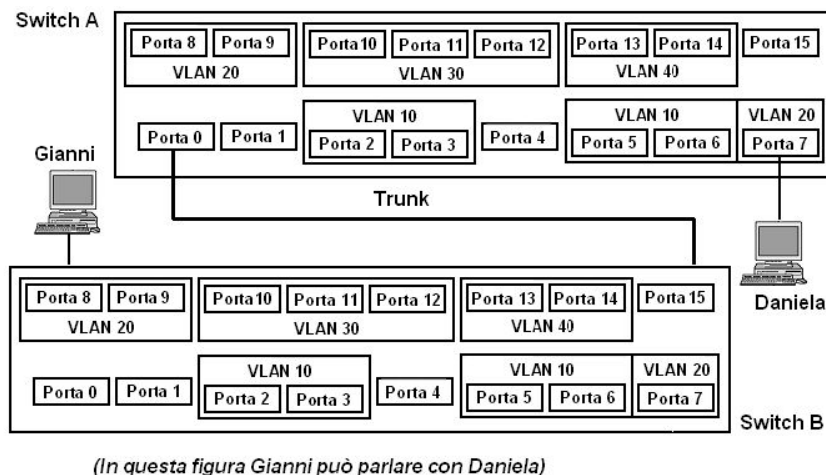 Switch A
Porta 8 Porta 9 Porta 10 Porta 11 Porta 12 Porta 13 Porta 14 Porta 15
VLAN 20 VLAN 30 VLAN 40
VLAN 10 VLAN 10 VLAN 20
Porta 0 Porta 1 Porta 2 Porta 3 Porta 4 Porta 5 Porta 6 Porta 7
Gianni
Trunk
Daniela
Porta 8 Porta 9 Porta10 Porta 11 Porta 12 Porta 13 Porta 14 Porta 15
VLAN 20 VLAN 30 VLAN 40
VLAN 10 VLAN 10 VLAN 20
Porta 0 Porta 1 Porta 2 Porta 3 Porta 4 Porta 5 Porta 6 Porta 7
Switch B
(In questa figura Gianni può parlare con Daniela)